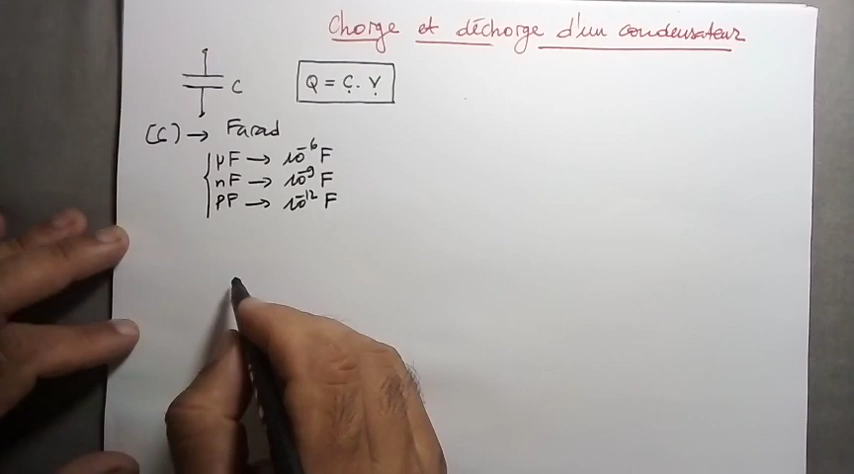 Charge et décharge d'un condensateur
C
Q = C . V
[C] → Farad
µF → 10⁻⁶ F
nF → 10⁻⁹ F
PF → 10⁻¹² F